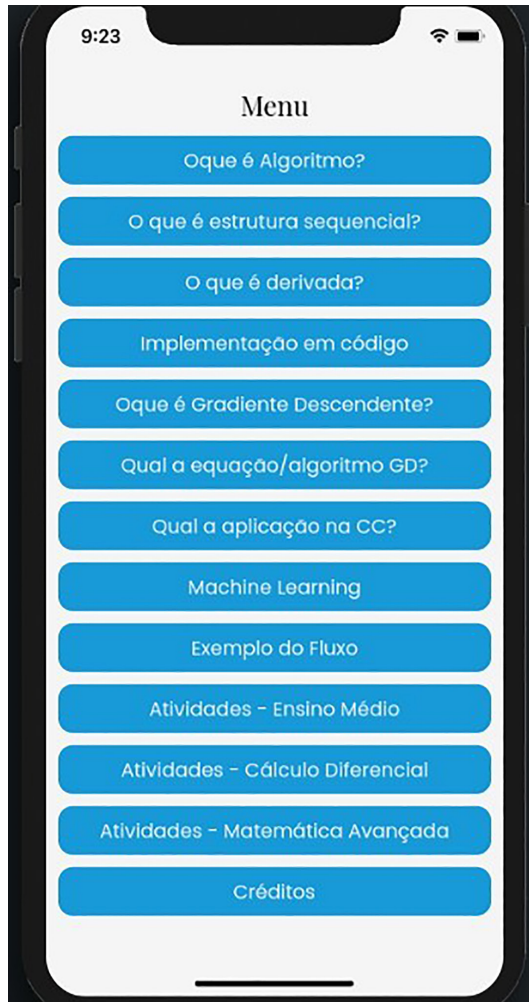 9:23
Menu
Oque é Algoritmo?
O que é estrutura sequencial?
O que é derivada?
Implementação em código
Oque é Gradiente Descendente?
Qual a equação/algoritmo GD?
Qual a aplicação na CC?
Machine Learning
Exemplo do Fluxo
Atividades - Ensino Médio
Atividades - Cálculo Diferencial
Atividades - Matemática Avançada
Créditos